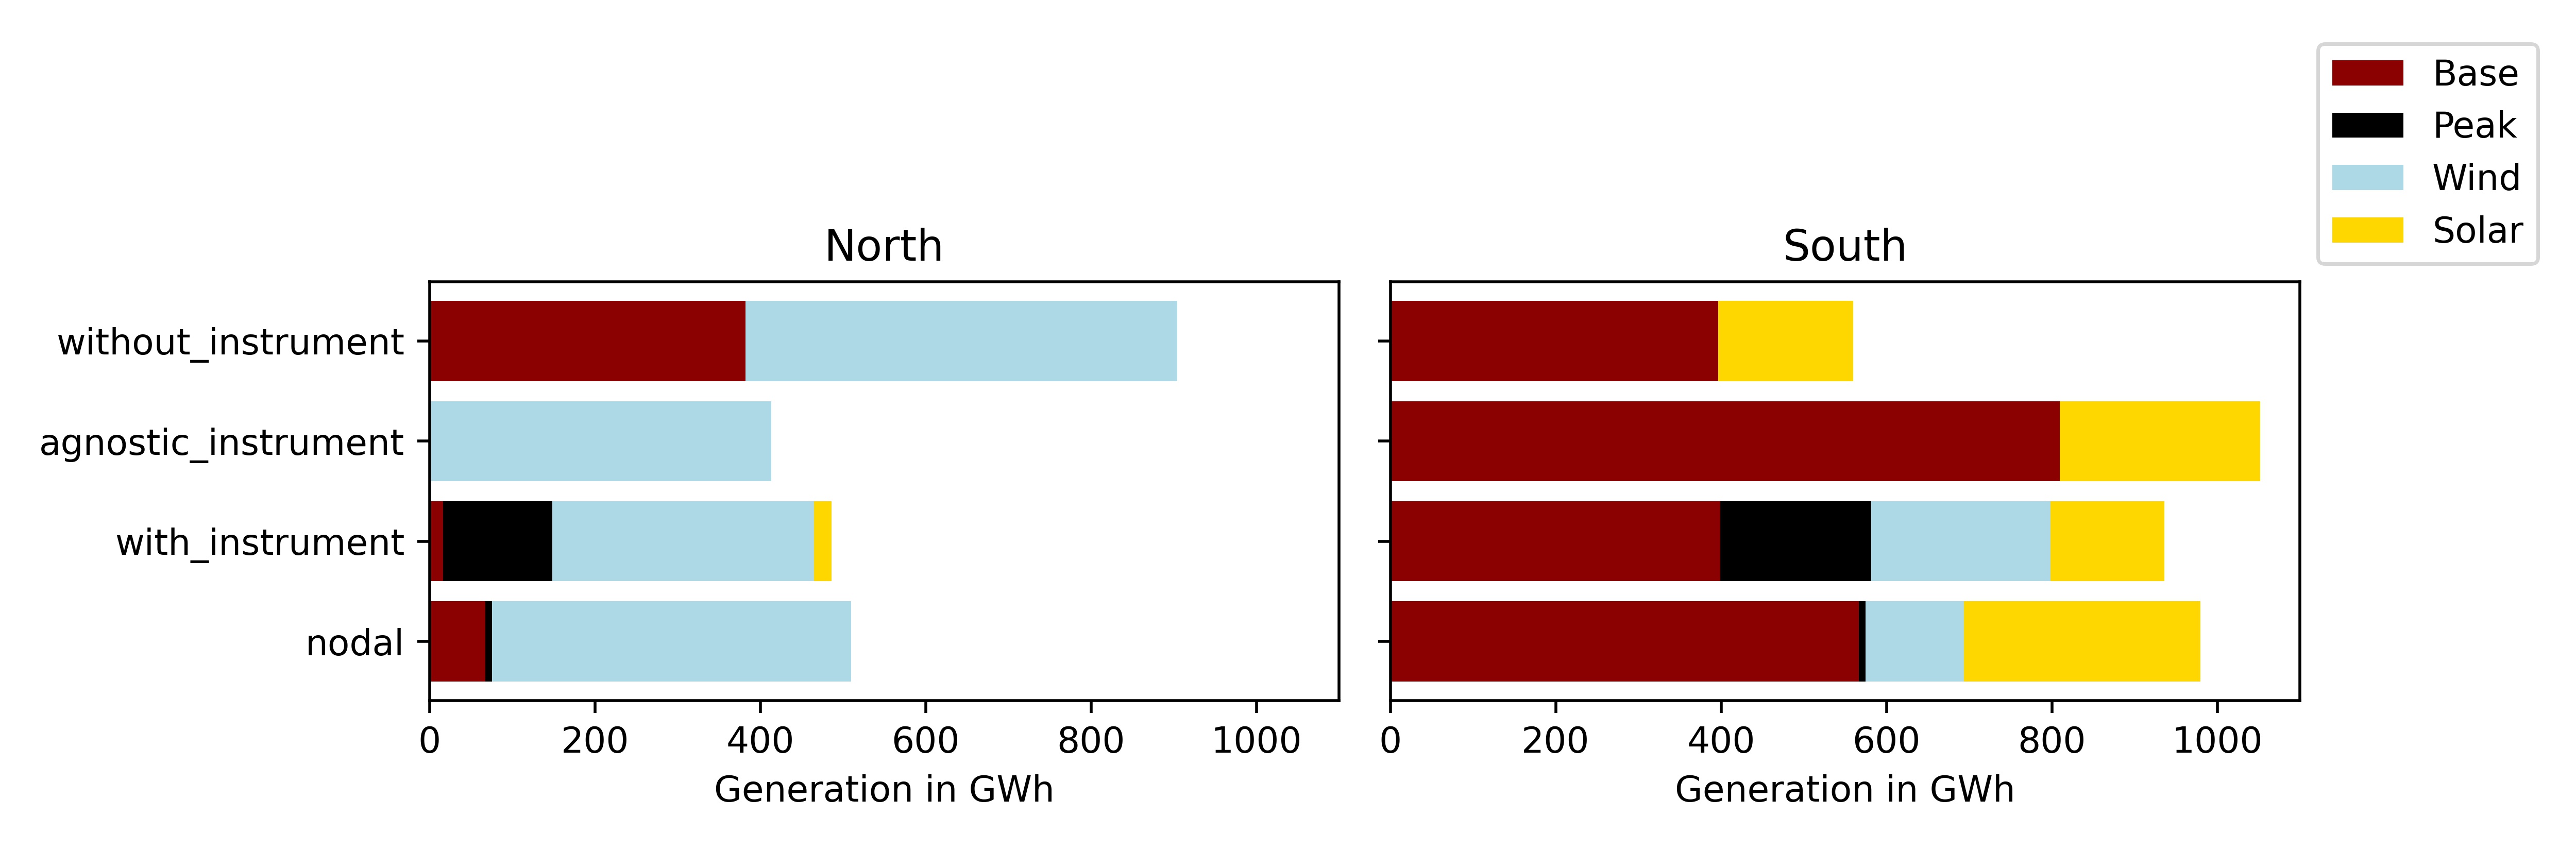 Base
Peak
Wind
Solar
North
South
without_instrument
agnostic_instrument
with_instrument
nodal
0 200 400 600 800 1000
0 200 400 600 800 1000
Generation in GWh
Generation in GWh